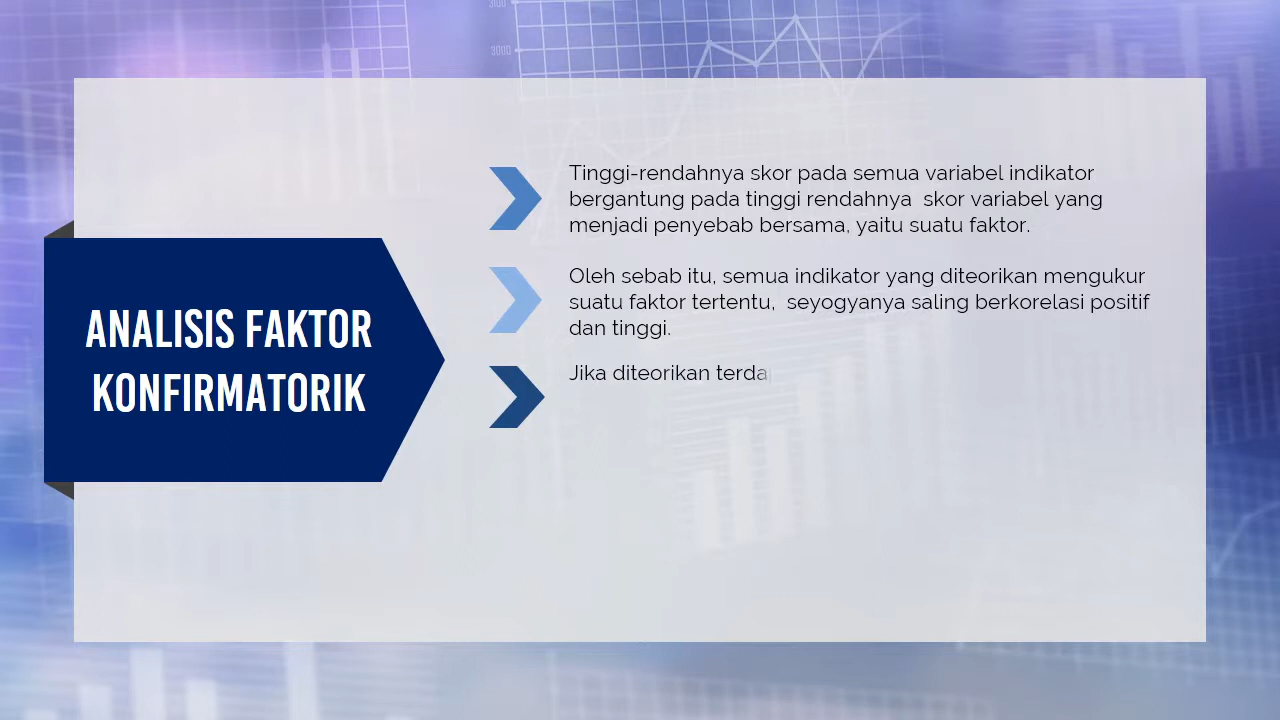 3000
ANALISIS FAKTOR
KONFIRMATORIK
Tinggi-rendahnya skor pada semua variabel indikator
bergantung pada tinggi rendahnya  skor variabel yang
menjadi penyebab bersama, yaitu suatu faktor.
Oleh sebab itu, semua indikator yang diteorikan mengukur
suatu faktor tertentu,  seyogyanya saling berkorelasi positif
dan tinggi.
Jika diteorikan